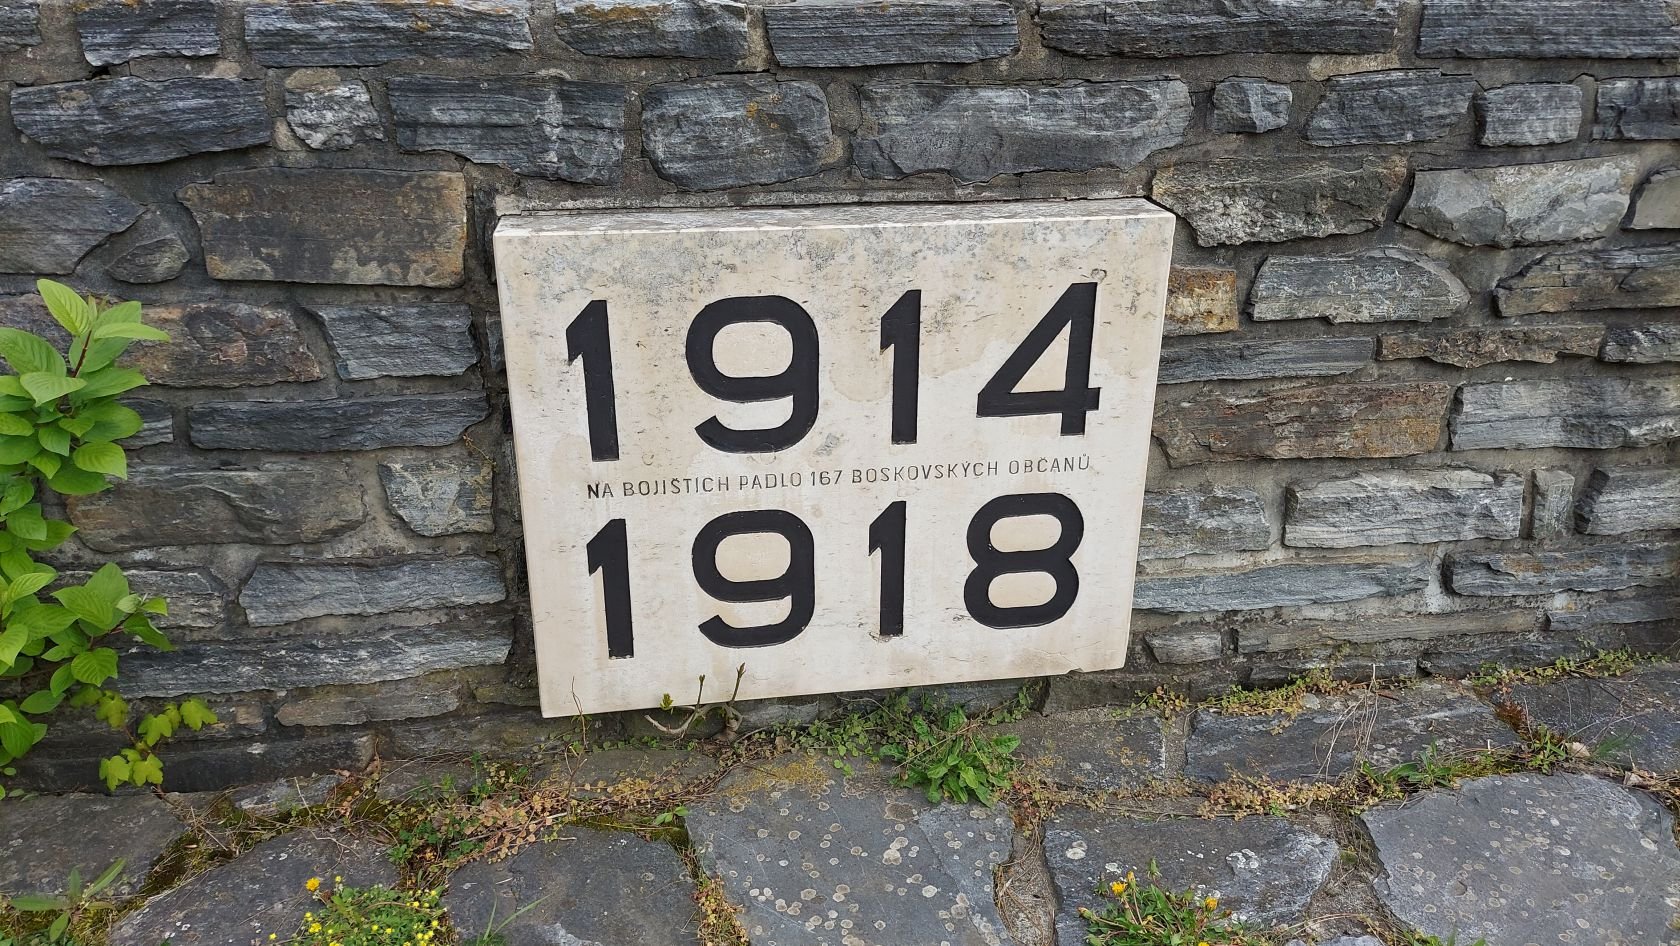 1914
NA BOJIŠTÍCH PADLO 167 BOSKOVSKÝCH OBČANŮ
1918